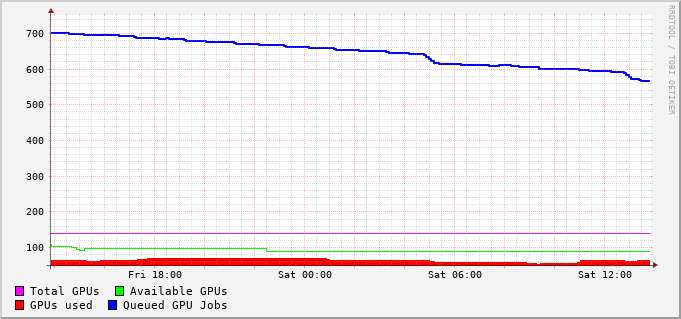 RRDTOOL / TOBI OETIKER
700
600
500
400
300
200
100
Fri 18:00 Sat 00:00 Sat 06:00 Sat 12:00
Total GPUs Available GPUs
GPUs used Queued GPU Jobs